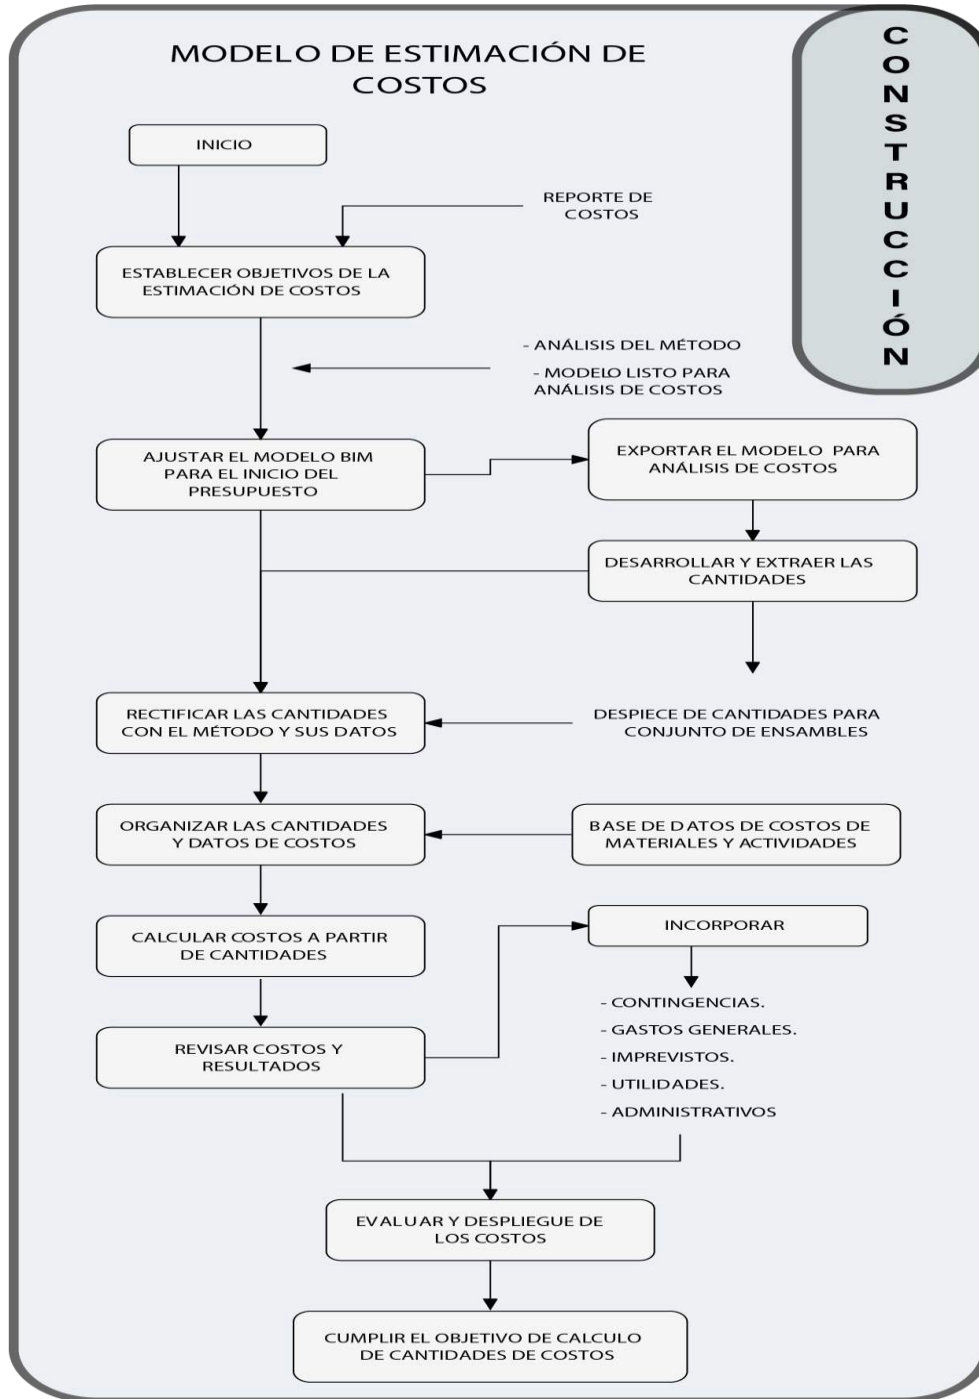 MODELO DE ESTIMACIÓN DE
COSTOS
CONSTRUCCIÓN
INICIO
REPORTE DE
COSTOS
ESTABLECER OBJETIVOS DE LA
ESTIMACIÓN DE COSTOS
- ANÁLISIS DEL MÉTODO
- MODELO LISTO PARA
ANÁLISIS DE COSTOS
AJUSTAR EL MODELO BIM
PARA EL INICIO DEL
PRESUPUESTO
EXPORTAR EL MODELO PARA
ANÁLISIS DE COSTOS
DESARROLLAR Y EXTRAER LAS
CANTIDADES
RECTIFICAR LAS CANTIDADES
CON EL MÉTODO Y SUS DATOS
DESPIECE DE CANTIDADES PARA
CONJUNTO DE ENSAMBLES
ORGANIZAR LAS CANTIDADES
Y DATOS DE COSTOS
BASE DE DATOS DE COSTOS DE
MATERIALES Y ACTIVIDADES
CALCULAR COSTOS A PARTIR
DE CANTIDADES
INCORPORAR
- CONTINGENCIAS.
- GASTOS GENERALES.
- IMPREVISTOS.
- UTILIDADES.
- ADMINISTRATIVOS
REVISAR COSTOS Y
RESULTADOS
EVALUAR Y DESPLIEGUE DE
LOS COSTOS
CUMPLIR EL OBJETIVO DE CALCULO
DE CANTIDADES DE COSTOS